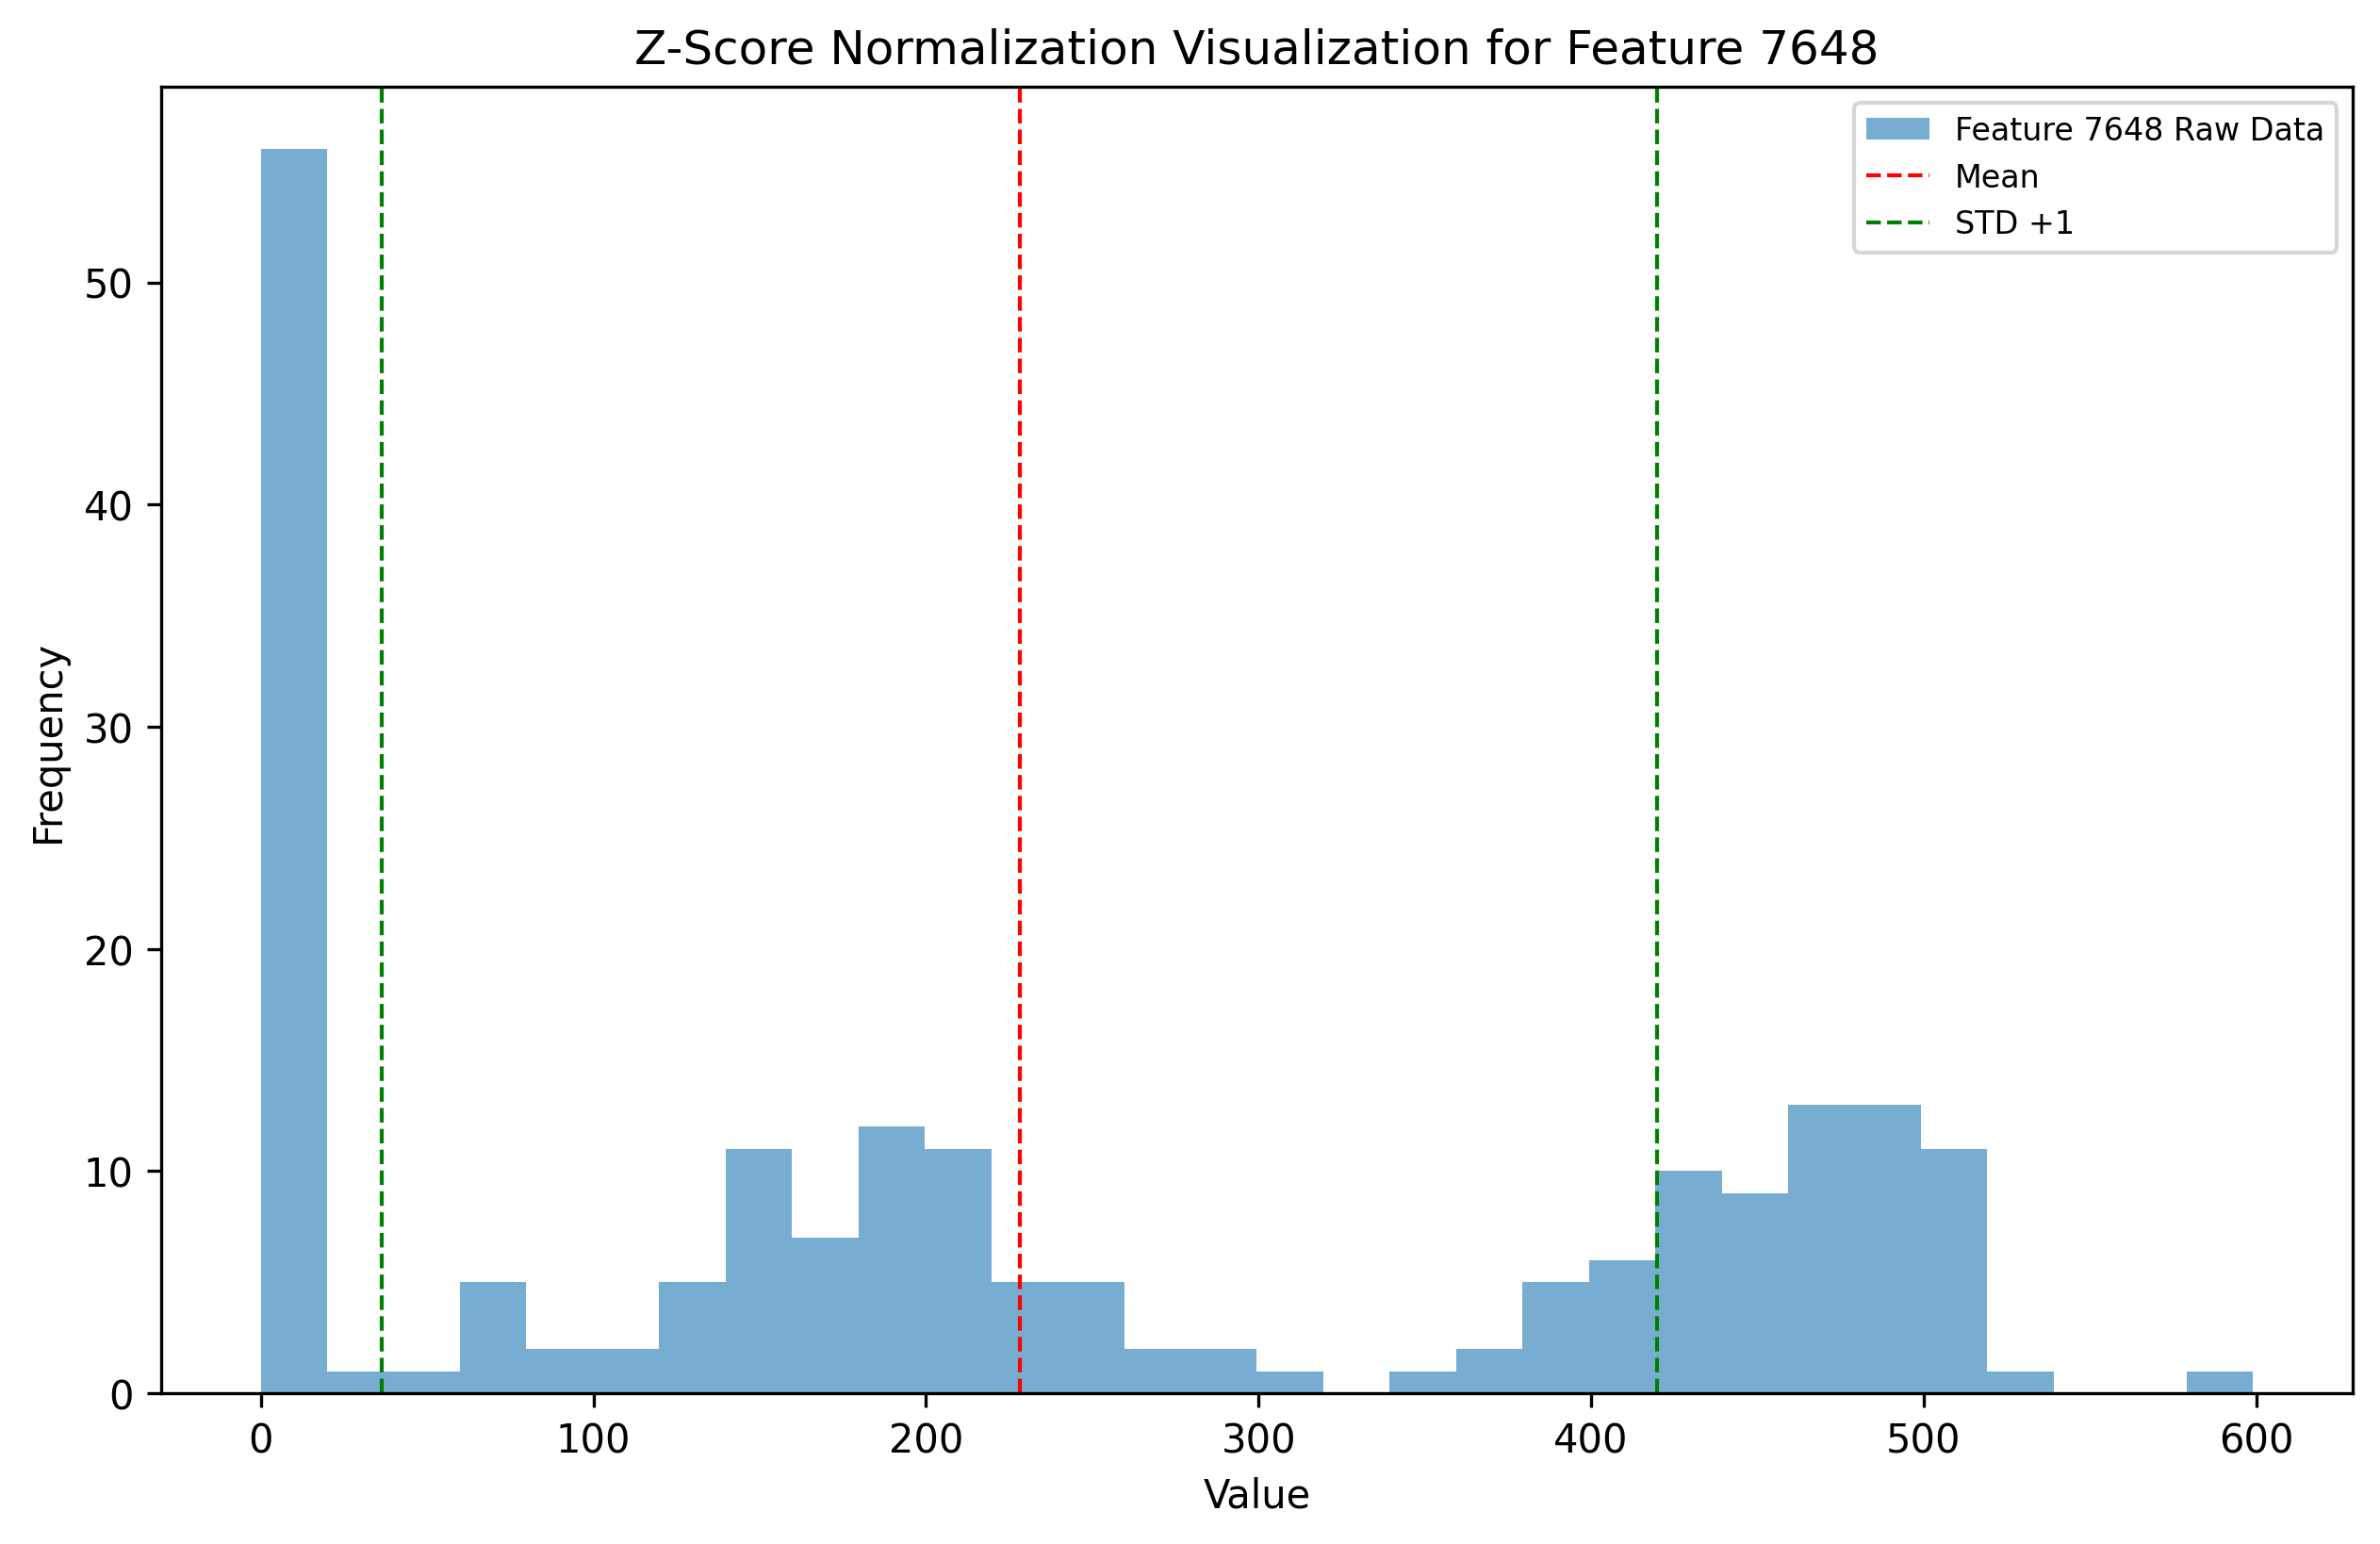 Z-Score Normalization Visualization for Feature 7648
Feature 7648 Raw Data
Mean
STD +1
50
40
30
20
10
0
Frequency
0 100 200 300 400 500 600
Value